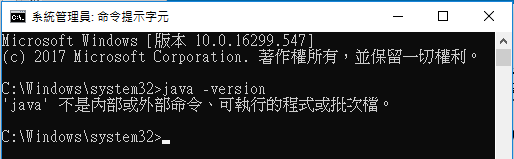 系統管理員: 命令提示字元
Microsoft Windows [版本 10.0.16299.547]
(c) 2017 Microsoft Corporation. 著作權所有，並保留一切權利。
C:\Windows\system32>java -version
'java' 不是內部或外部命令、可執行的程式或批次檔。
C:\Windows\system32>